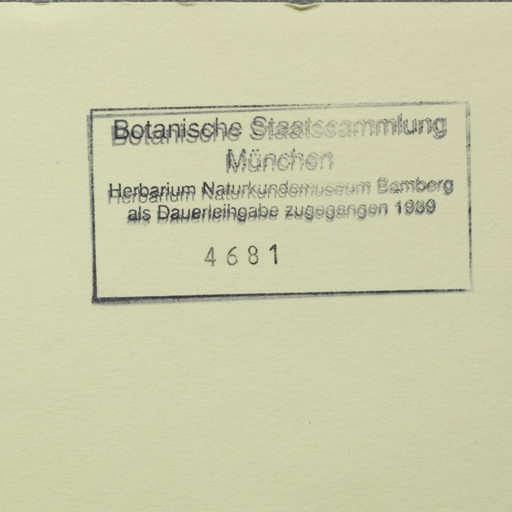 Botanische Staatssammlung
München
Herbarium Naturkundemuseum Bamberg
als Dauerleihgabe zugegangen 1989
4681